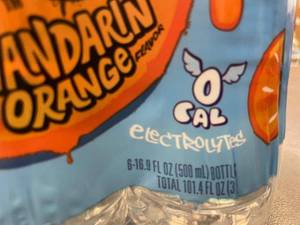 MANDARIN
ORANGE
FLAVOR
0
CAL
ELECTROLYTES
6-16.9 FL OZ (500 mL) BOTTL
TOTAL 101.4 FL OZ (3